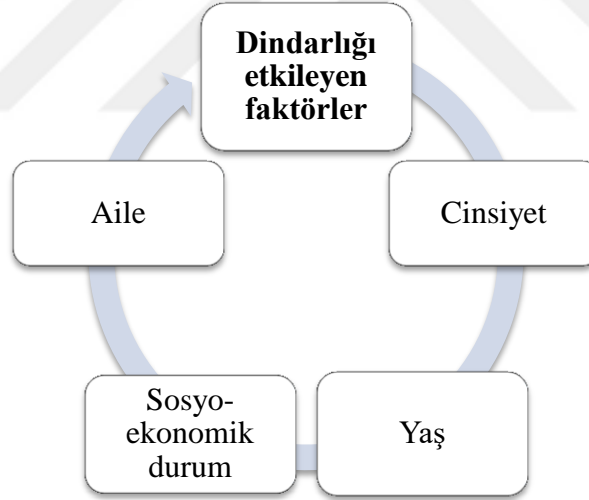 Dindarlığı
etkileyen
faktörler
Aile
Cinsiyet
Sosyo-
ekonomik
durum
Yaş